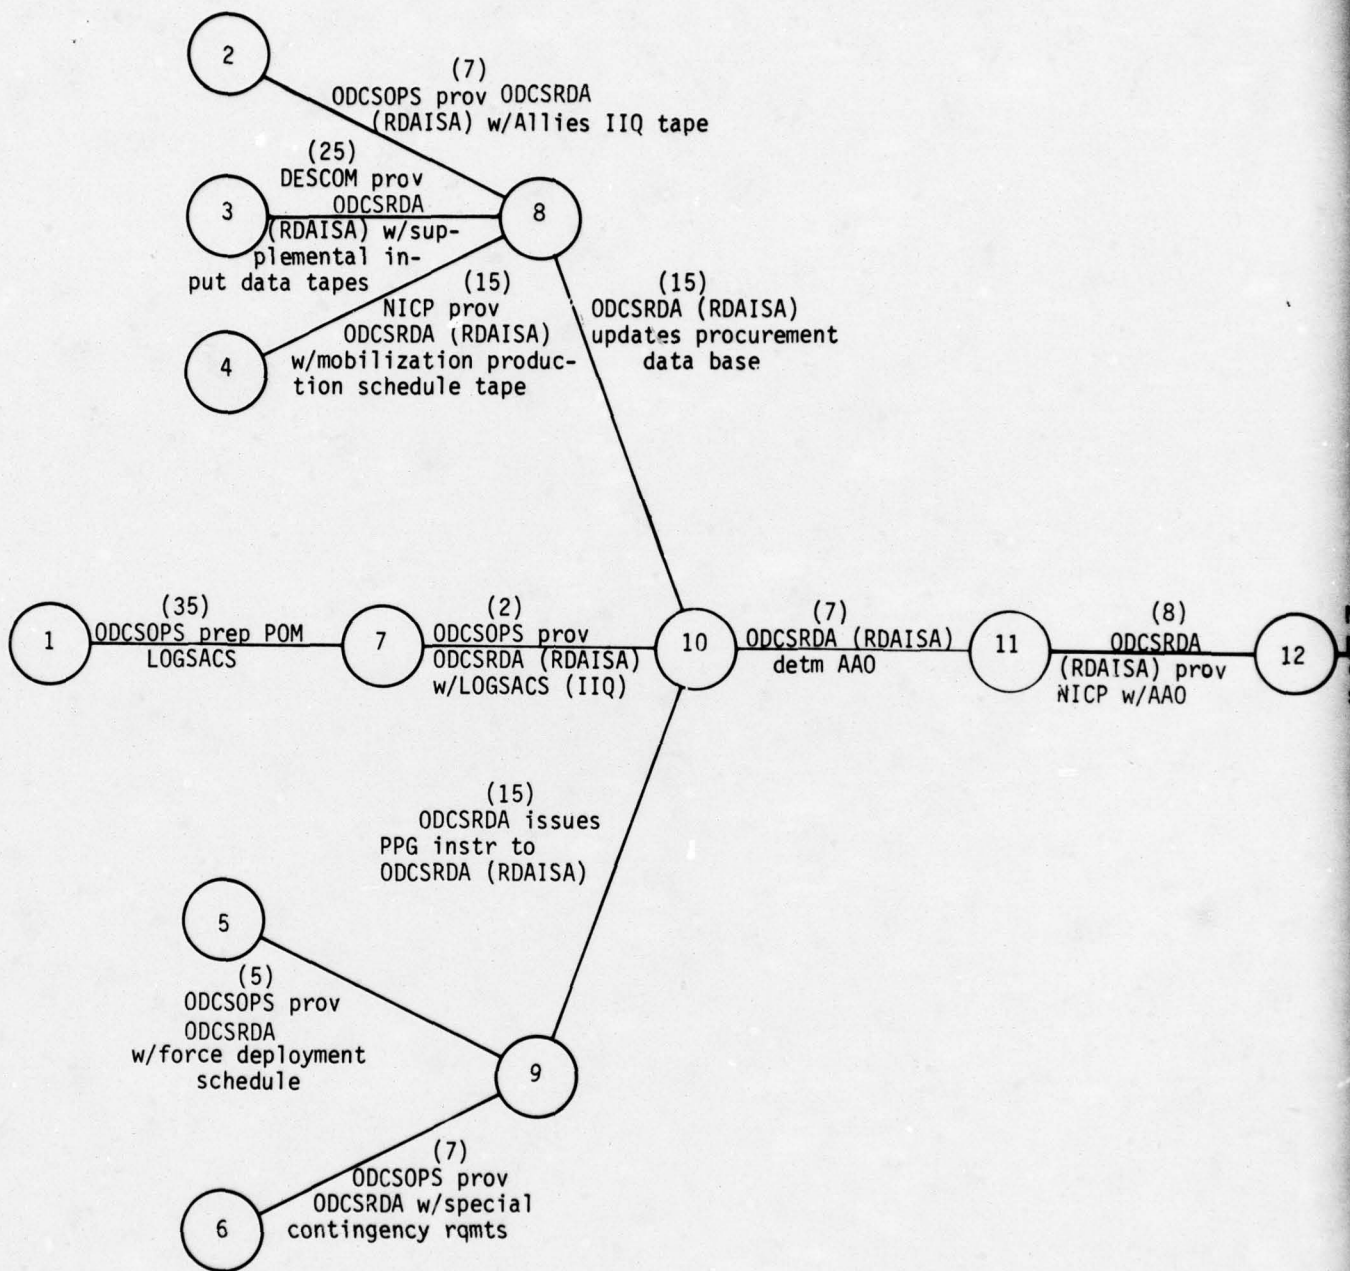 2
(7)
ODCSOPS prov ODCSRDA
(RDAISA) w/Allies IIQ tape
(25)
DESCOM prov
ODCSRDA
(RDAISA) w/sup-
plemental in-
put data tapes
3
8
(15)
NICP prov
ODCSRDA (RDAISA)
w/mobilization produc-
tion schedule tape
4
(15)
ODCSRDA (RDAISA)
updates procurement
data base
1
(35)
ODCSOPS prep POM
LOGSACS
7
(2)
ODCSOPS prov
ODCSRDA (RDAISA)
w/LOGSACS (IIQ)
10
(7)
ODCSRDA (RDAISA)
detm AAO
11
(8)
ODCSRDA
(RDAISA) prov
NICP w/AAO
12
(15)
ODCSRDA issues
PPG instr to
ODCSRDA (RDAISA)
5
(5)
ODCSOPS prov
ODCSRDA
w/force deployment
schedule
9
(7)
ODCSOPS prov
ODCSRDA w/special
contingency rqmts
6